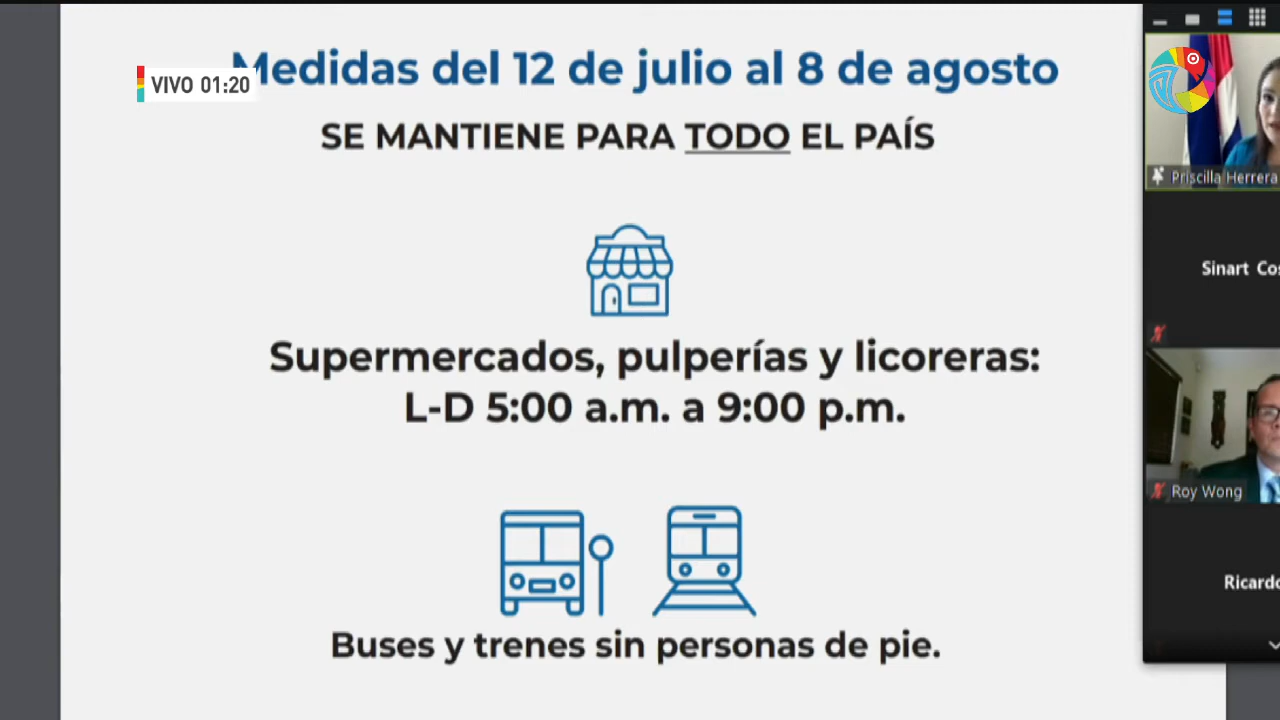 Medidas del 12 de julio al 8 de agosto
VIVO 01:20
SE MANTIENE PARA TODO EL PAÍS
Supermercados, pulperías y licoreras:
L-D 5:00 a.m. a 9:00 p.m.
Buses y trenes sin personas de pie.
Priscilla Herrera
Sinart Cos
Roy Wong
Ricardo